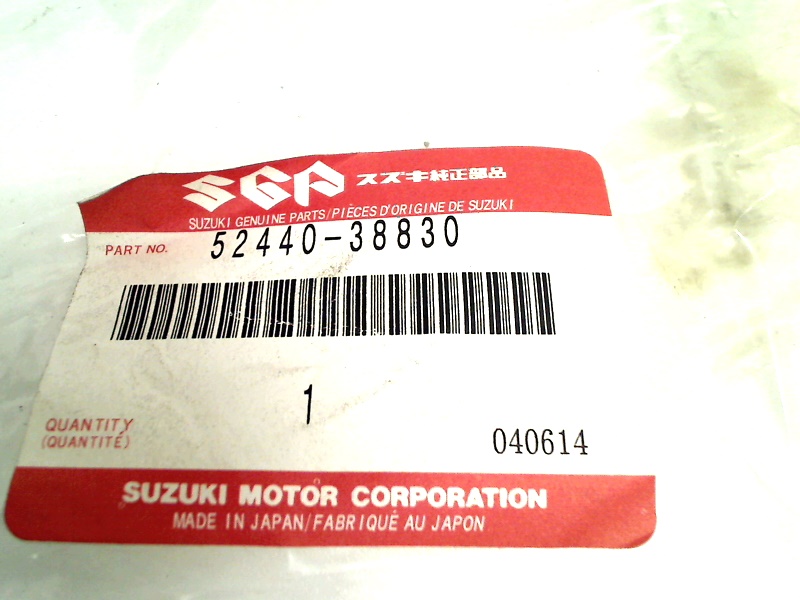 SGP スズキ純正部品
SUZUKI GENUINE PARTS/PIÈCES D'ORIGINE DE SUZUKI
PART NO. 52440-38830
1
QUANTITY
(QUANTITÉ)
040614
SUZUKI MOTOR CORPORATION
MADE IN JAPAN/FABRIQUÉ AU JAPON